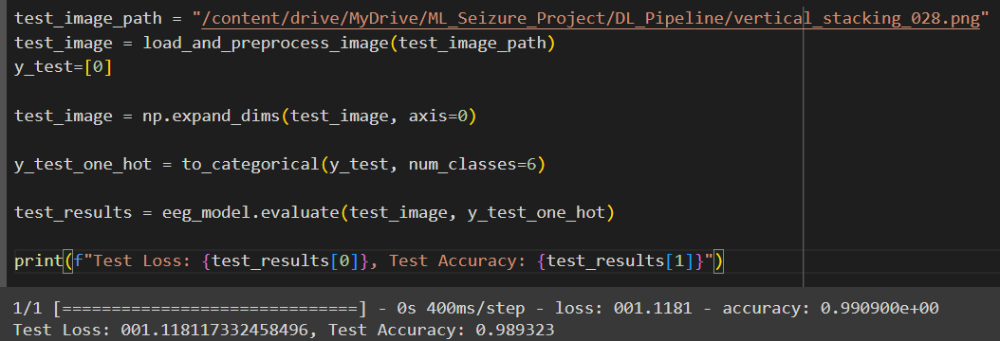 test_image_path = "/content/drive/MyDrive/ML_Seizure_Project/DL_Pipeline/vertical_stacking_028.png"
test_image = load_and_preprocess_image(test_image_path)
y_test=[0]
test_image = np.expand_dims(test_image, axis=0)
y_test_one_hot = to_categorical(y_test, num_classes=6)
test_results = eeg_model.evaluate(test_image, y_test_one_hot)
print(f"Test Loss: {test_results[0]}, Test Accuracy: {test_results[1]}")
1/1 [==============================] - 0s 400ms/step - loss: 001.1181 - accuracy: 0.990900e+00
Test Loss: 001.118117332458496, Test Accuracy: 0.989323